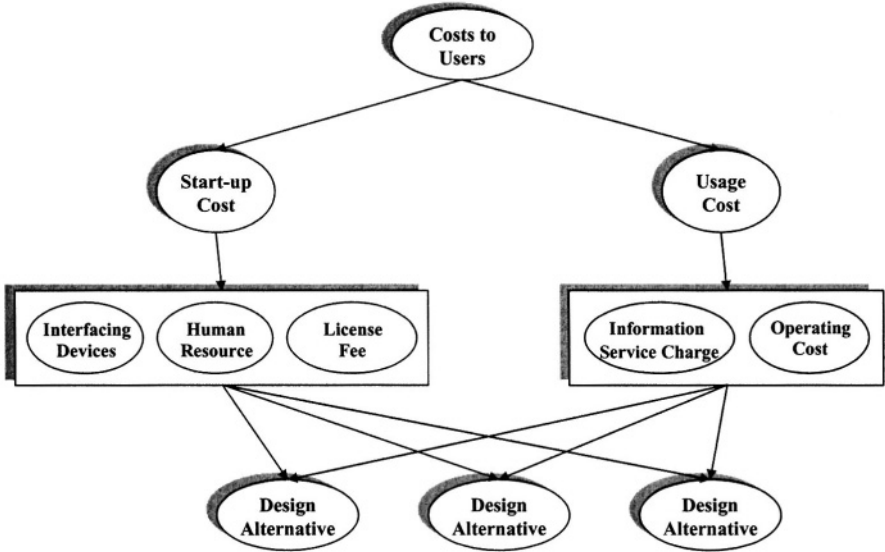 Costs to
Users
Start-up
Cost
Usage
Cost
Interfacing
Devices
Human
Resource
License
Fee
Information
Service Charge
Operating
Cost
Design
Alternative
Design
Alternative
Design
Alternative